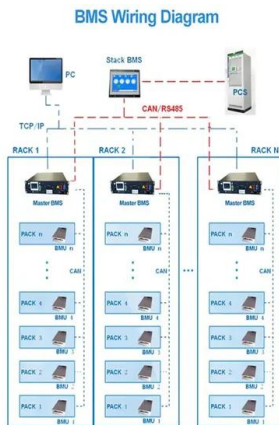 BMS Wiring Diagram
PC
Stack BMS
PCS
CAN/RS485
TCP/IP
RACK 1 RACK 2 RACK N
Master BMS Master BMS Master BMS
PACK n PACK n PACK n
BMU n BMU n BMU n
CAN CAN CAN
PACK 4 PACK 4 PACK 4
BMU 4 BMU 4 BMU 4
PACK 3 PACK 3 PACK 3
BMU 3 BMU 3 BMU 3
PACK 2 PACK 2 PACK 2
BMU 2 BMU 2 BMU 2
PACK 1 PACK 1 PACK 1
BMU 1 BMU 1 BMU 1